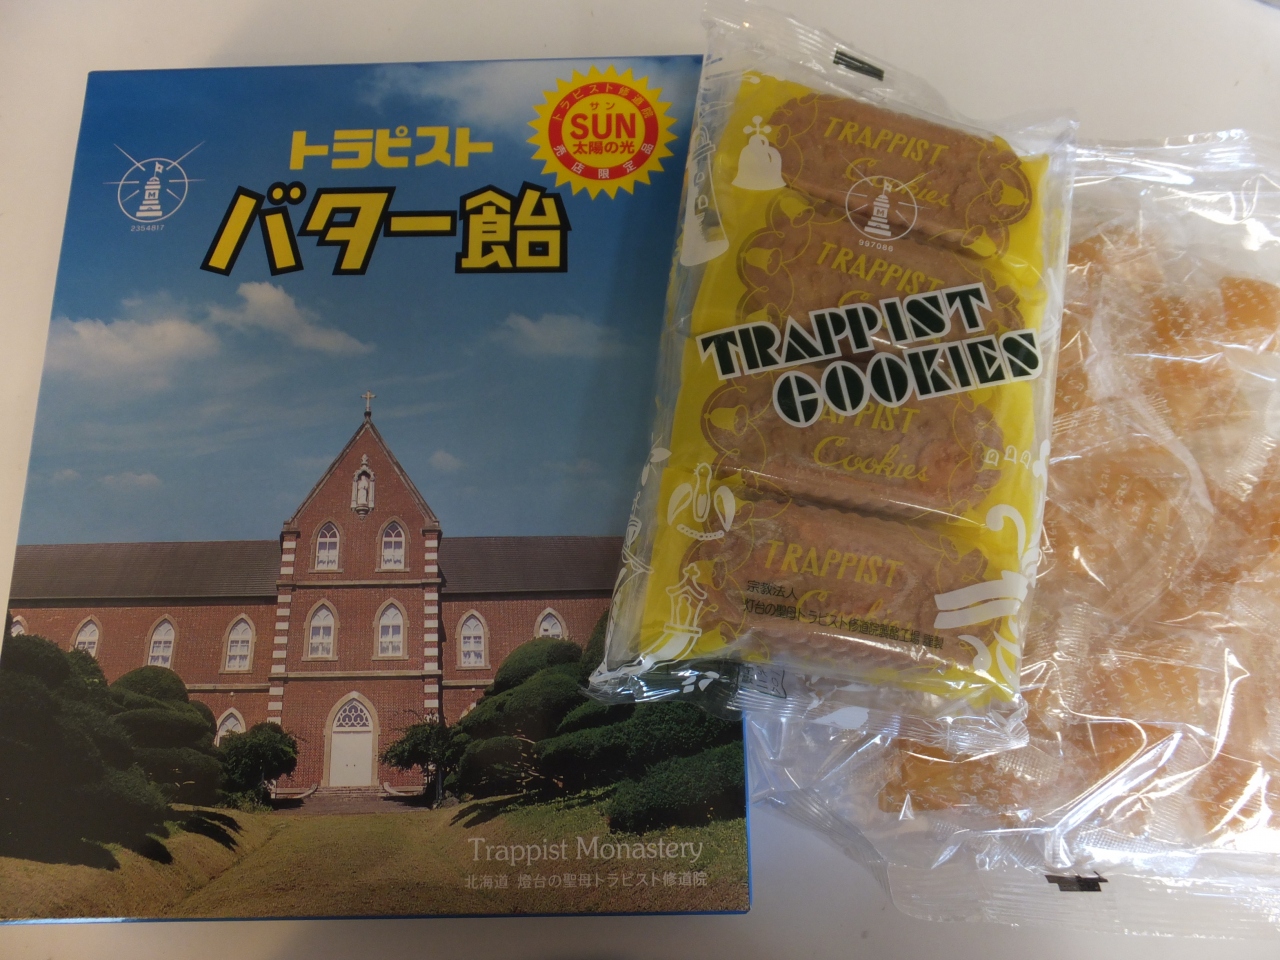 トラピスト
バター飴
2354817
トラピスト修道院
サン
SUN
太陽の光
売店限定
Trappist Monastery
北海道 燈台の聖母トラピスト修道院
TRAPPIST
Cookies
997086
TRAPPIST
TRAPPIST
COOKIES
Cookies
TRAPPIST
宗教法人
灯台の聖母トラピスト修道院製酪工場 謹製